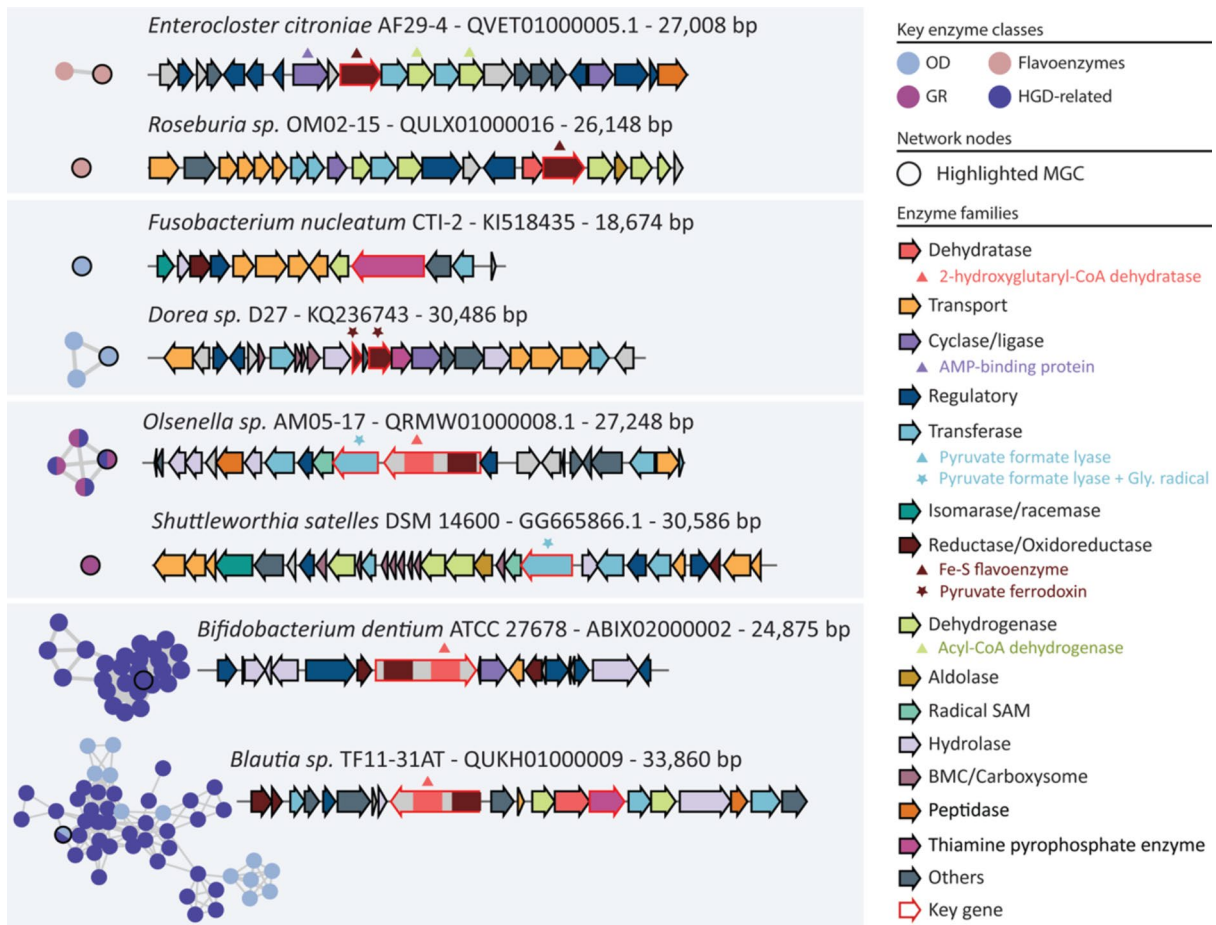 Enterocloster citroniae AF29-4 - QVET01000005.1 - 27,008 bp
Roseburia sp. OM02-15 - QULX01000016 - 26,148 bp
Fusobacterium nucleatum CTI-2 - KI518435 - 18,674 bp
Dorea sp. D27 - KQ236743 - 30,486 bp
Olsenella sp. AM05-17 - QRMW01000008.1 - 27,248 bp
Shuttleworthia satelles DSM 14600 - GG665866.1 - 30,586 bp
Bifidobacterium dentium ATCC 27678 - ABIX02000002 - 24,875 bp
Blautia sp. TF11-31AT - QUKH01000009 - 33,860 bp
Key enzyme classes
OD Flavoenzymes
GR HGD-related
Network nodes
Highlighted MGC
Enzyme families
Dehydratase
2-hydroxyglutaryl-CoA dehydratase
Transport
Cyclase/ligase
AMP-binding protein
Regulatory
Transferase
Pyruvate formate lyase
Pyruvate formate lyase + Gly. radical
Isomarase/racemase
Reductase/Oxidoreductase
Fe-S flavoenzyme
Pyruvate ferrodoxin
Dehydrogenase
Acyl-CoA dehydrogenase
Aldolase
Radical SAM
Hydrolase
BMC/Carboxysome
Peptidase
Thiamine pyrophosphate enzyme
Others
Key gene